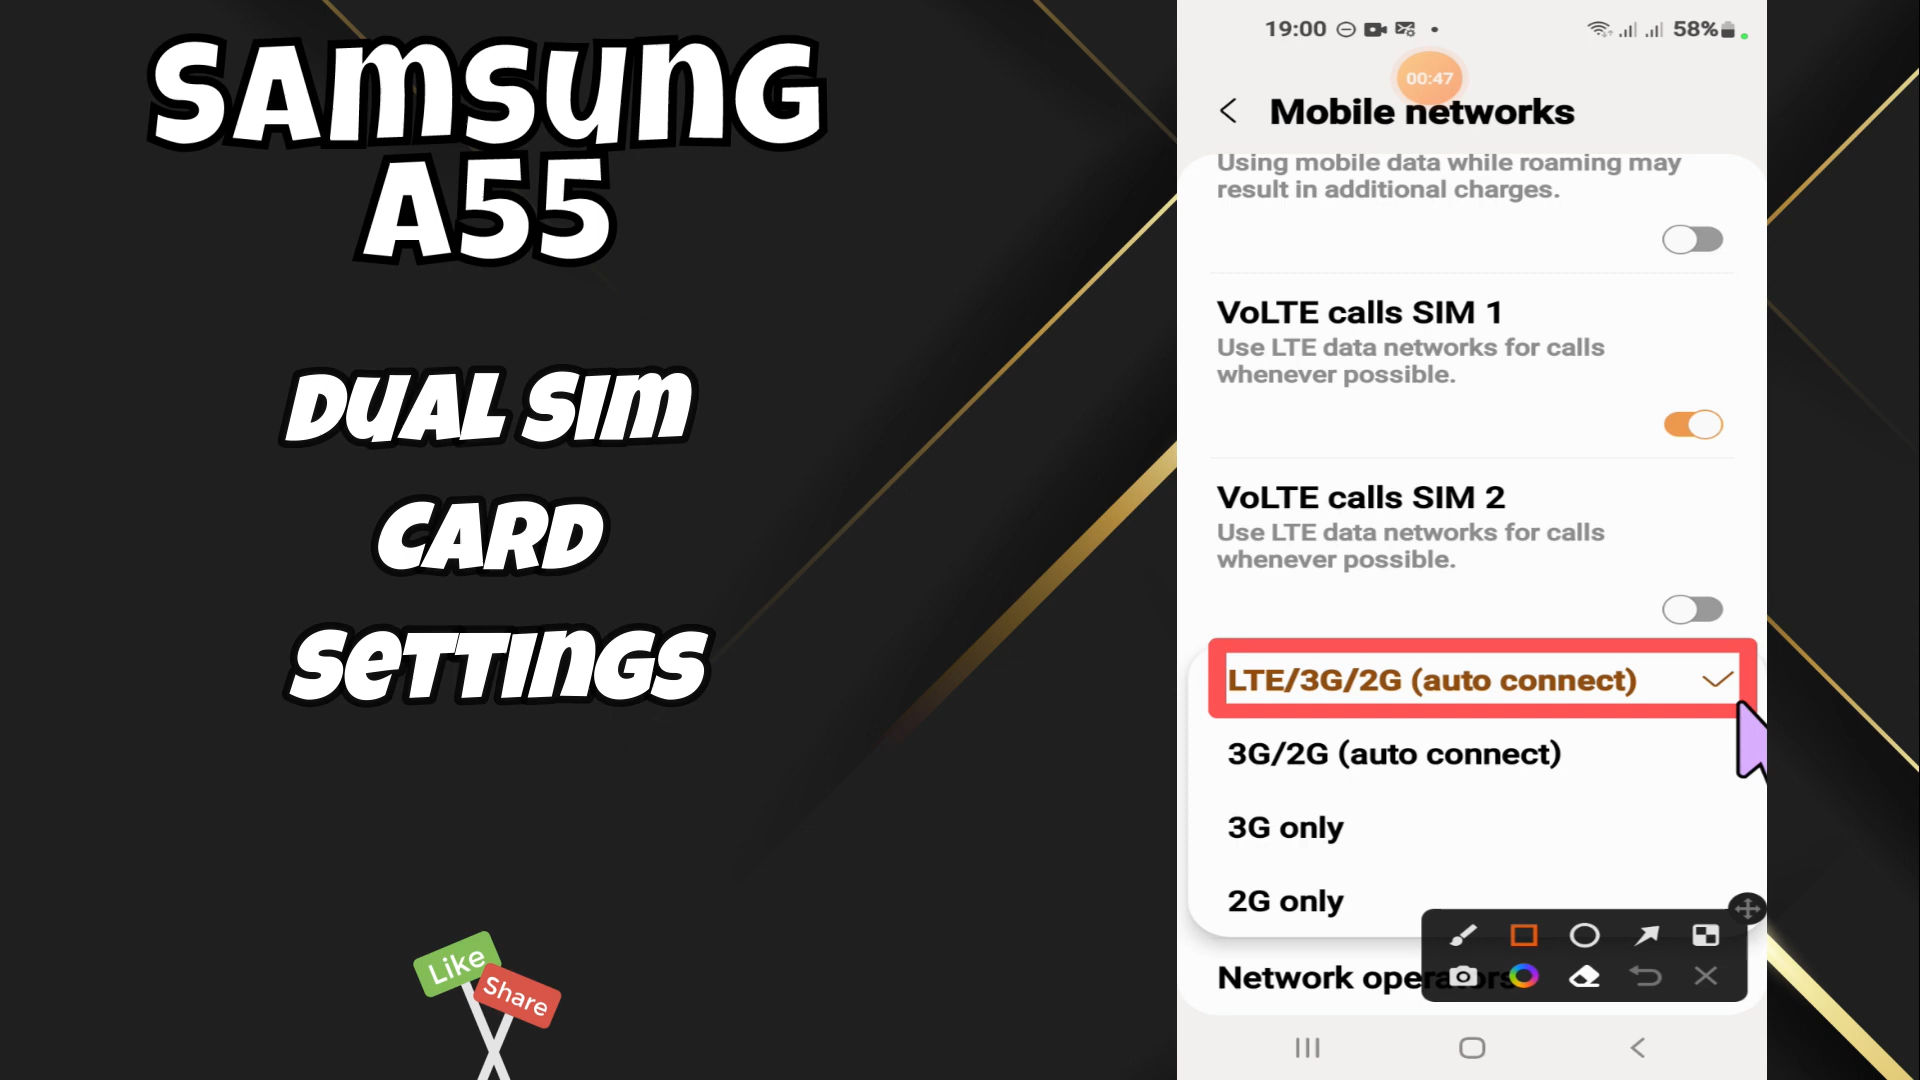 SAMSUNG
A55
DUAL SIM
CARD
SETTINGS
Like
Share
19:00
58%
00:47
Mobile networks
Using mobile data while roaming may
result in additional charges.
VoLTE calls SIM 1
Use LTE data networks for calls
whenever possible.
VoLTE calls SIM 2
Use LTE data networks for calls
whenever possible.
LTE/3G/2G (auto connect)
3G/2G (auto connect)
3G only
2G only
Network operators